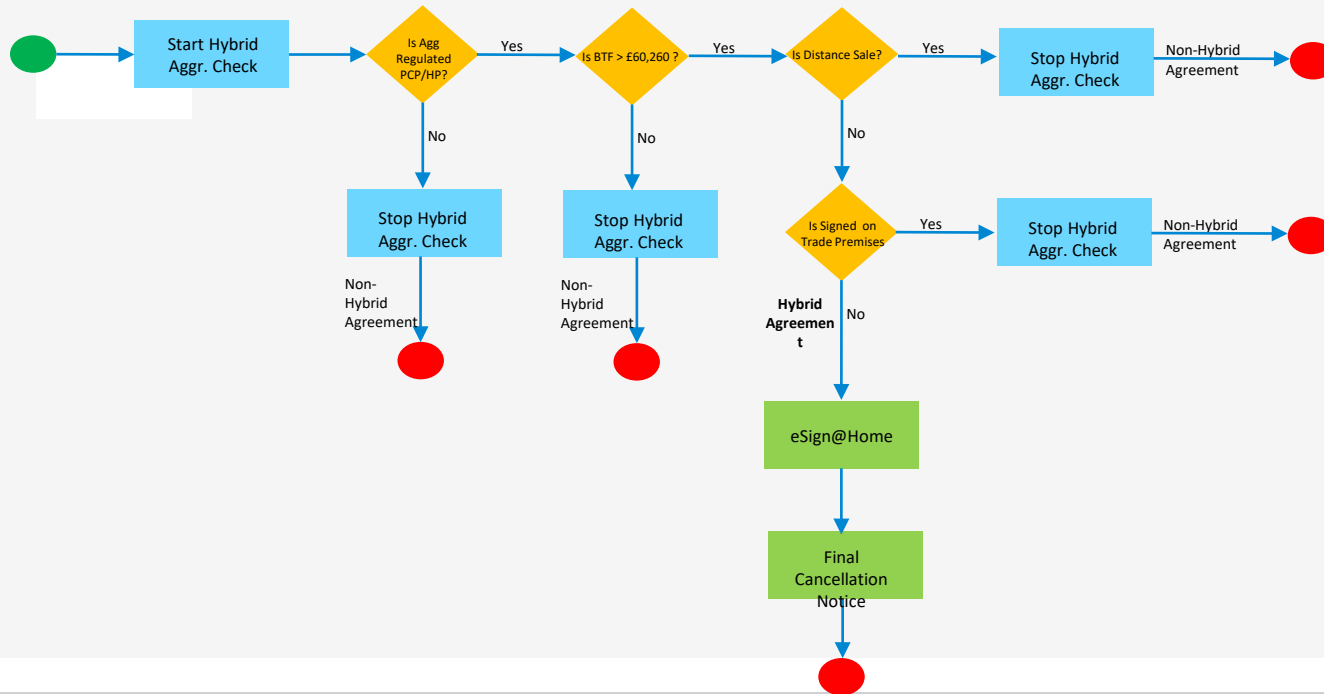 Start Hybrid
Aggr. Check
Is Agg
Regulated
PCP/HP?
Yes
Is BTF > £60,260 ?
Yes
Is Distance Sale?
Yes
Stop Hybrid
Aggr. Check
Non-Hybrid
Agreement
No
No
No
Stop Hybrid
Aggr. Check
Stop Hybrid
Aggr. Check
Is Signed on
Trade Premises
Yes
Stop Hybrid
Aggr. Check
Non-Hybrid
Agreement
Non-
Hybrid
Agreement
Non-
Hybrid
Agreement
Hybrid
Agreemen
t
No
eSign@Home
Final
Cancellation
Notice